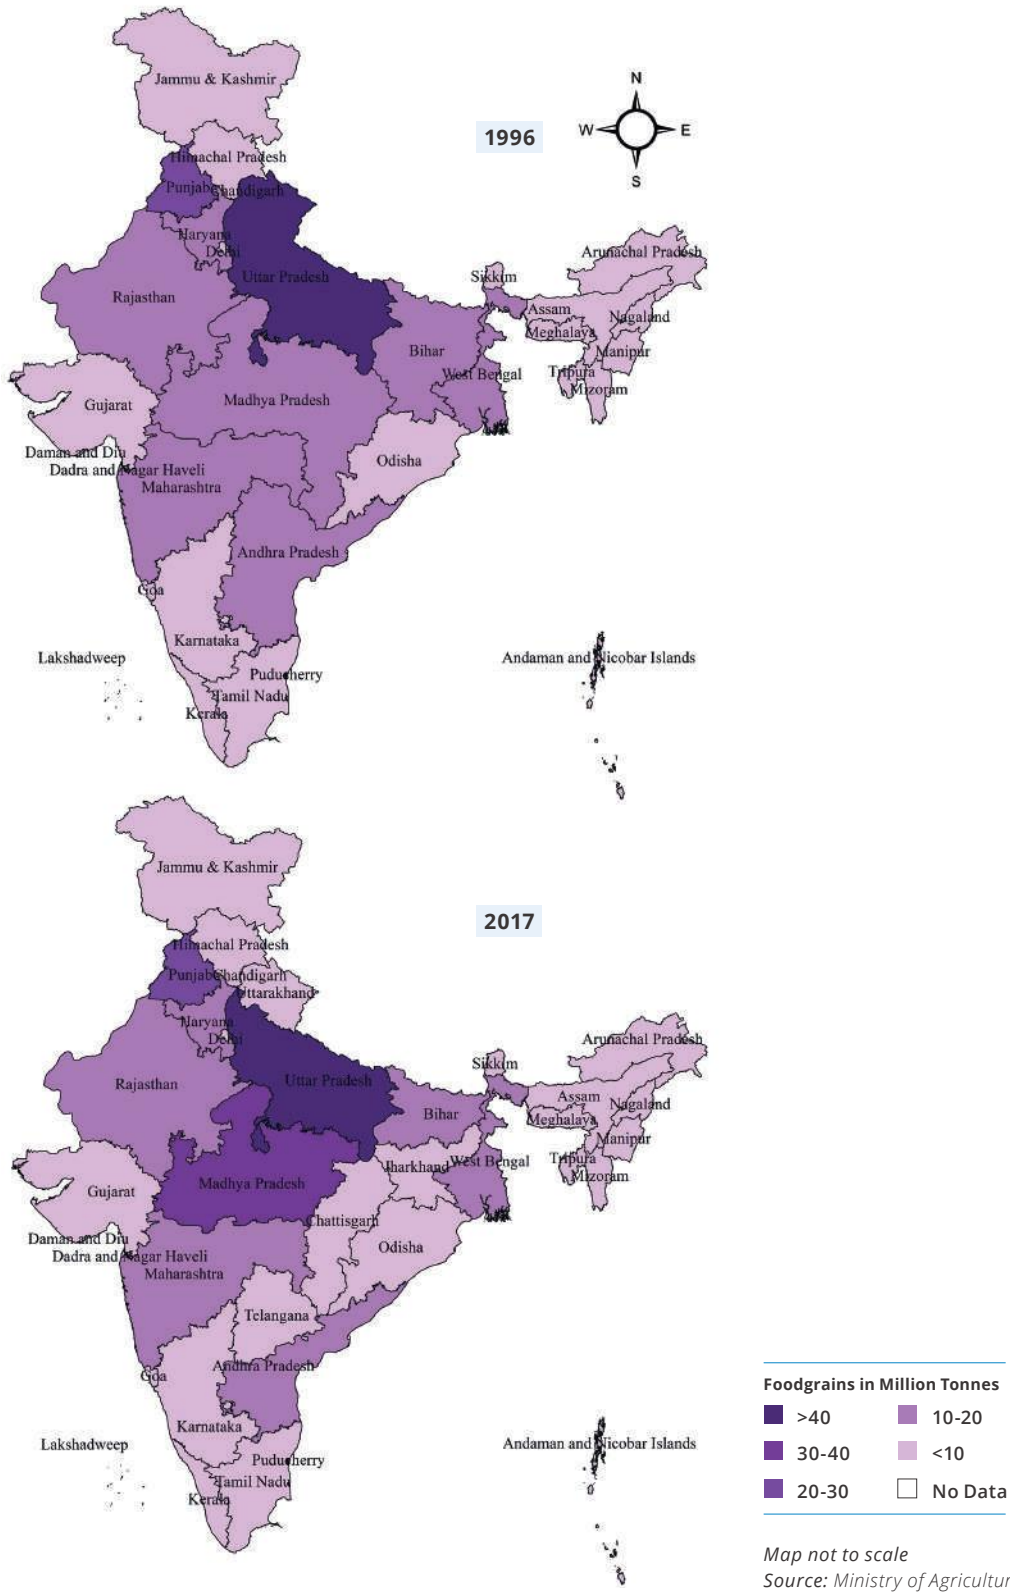 Jammu & Kashmir
N
1996
W
E
S
Himachal Pradesh
Punjab
Chandigarh
Haryana
Delhi
Arunachal Pradesh
Uttar Pradesh
Sikkim
Rajasthan
Assam
Nagaland
Meghalaya
Bihar
Manipur
West Bengal
Tripura
Mizoram
Madhya Pradesh
Gujarat
Daman and Diu
Odisha
Dadra and Nagar Haveli
Maharashtra
Andhra Pradesh
Goa
Karnataka
Lakshadweep
Andaman and Nicobar Islands
Puducherry
Tamil Nadu
Kerala
Jammu & Kashmir
2017
Himachal Pradesh
Punjab
Chandigarh
Uttarakhand
Haryana
Delhi
Arunachal Pradesh
Sikkim
Uttar Pradesh
Rajasthan
Assam
Nagaland
Bihar
Meghalaya
Manipur
Jharkhand
West Bengal
Tripura
Mizoram
Madhya Pradesh
Gujarat
Chattisgarh
Daman and Diu
Odisha
Dadra and Nagar Haveli
Maharashtra
Telangana
Andhra Pradesh
Goa
Karnataka
Lakshadweep
Andaman and Nicobar Islands
Puducherry
Tamil Nadu
Kerala
Foodgrains in Million Tonnes
>40
10-20
30-40
<10
20-30
No Data
Map not to scale
Source: Ministry of Agricultur